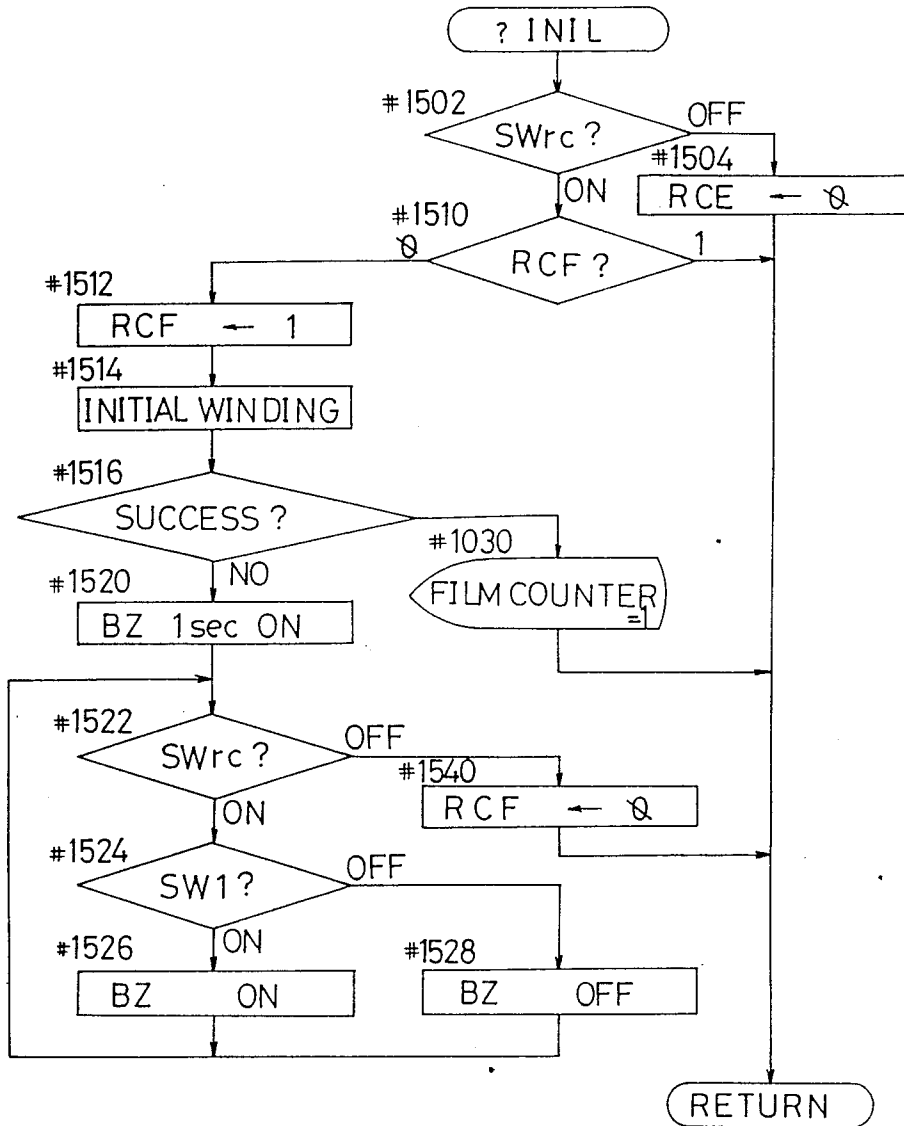 ? INIL
#1502
SWrc?
OFF
ON
#1504
RCE ← 0
#1510
0
RCF?
1
#1512
RCF ← 1
#1514
INITIAL WINDING
#1516
SUCCESS?
NO
#1030
FILM COUNTER
=1
#1520
BZ 1sec ON
#1522
SWrc?
OFF
ON
#1540
RCF ← 0
#1524
SW1?
OFF
ON
#1526
BZ ON
#1528
BZ OFF
RETURN